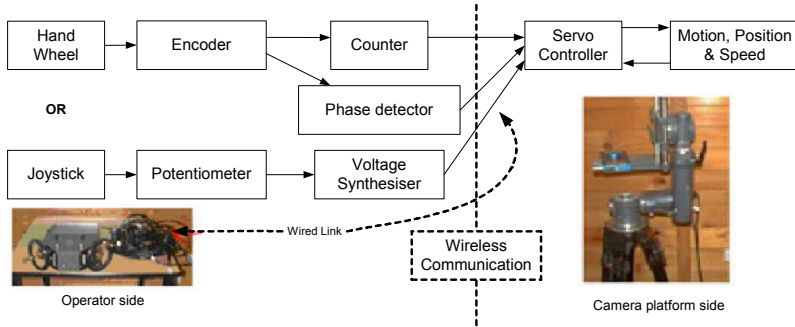 Hand
Wheel
Encoder
Counter
Servo
Controller
Motion, Position
& Speed
OR
Phase detector
Joystick
Potentiometer
Voltage
Synthesiser
Wired Link
Wireless
Communication
Operator side
Camera platform side